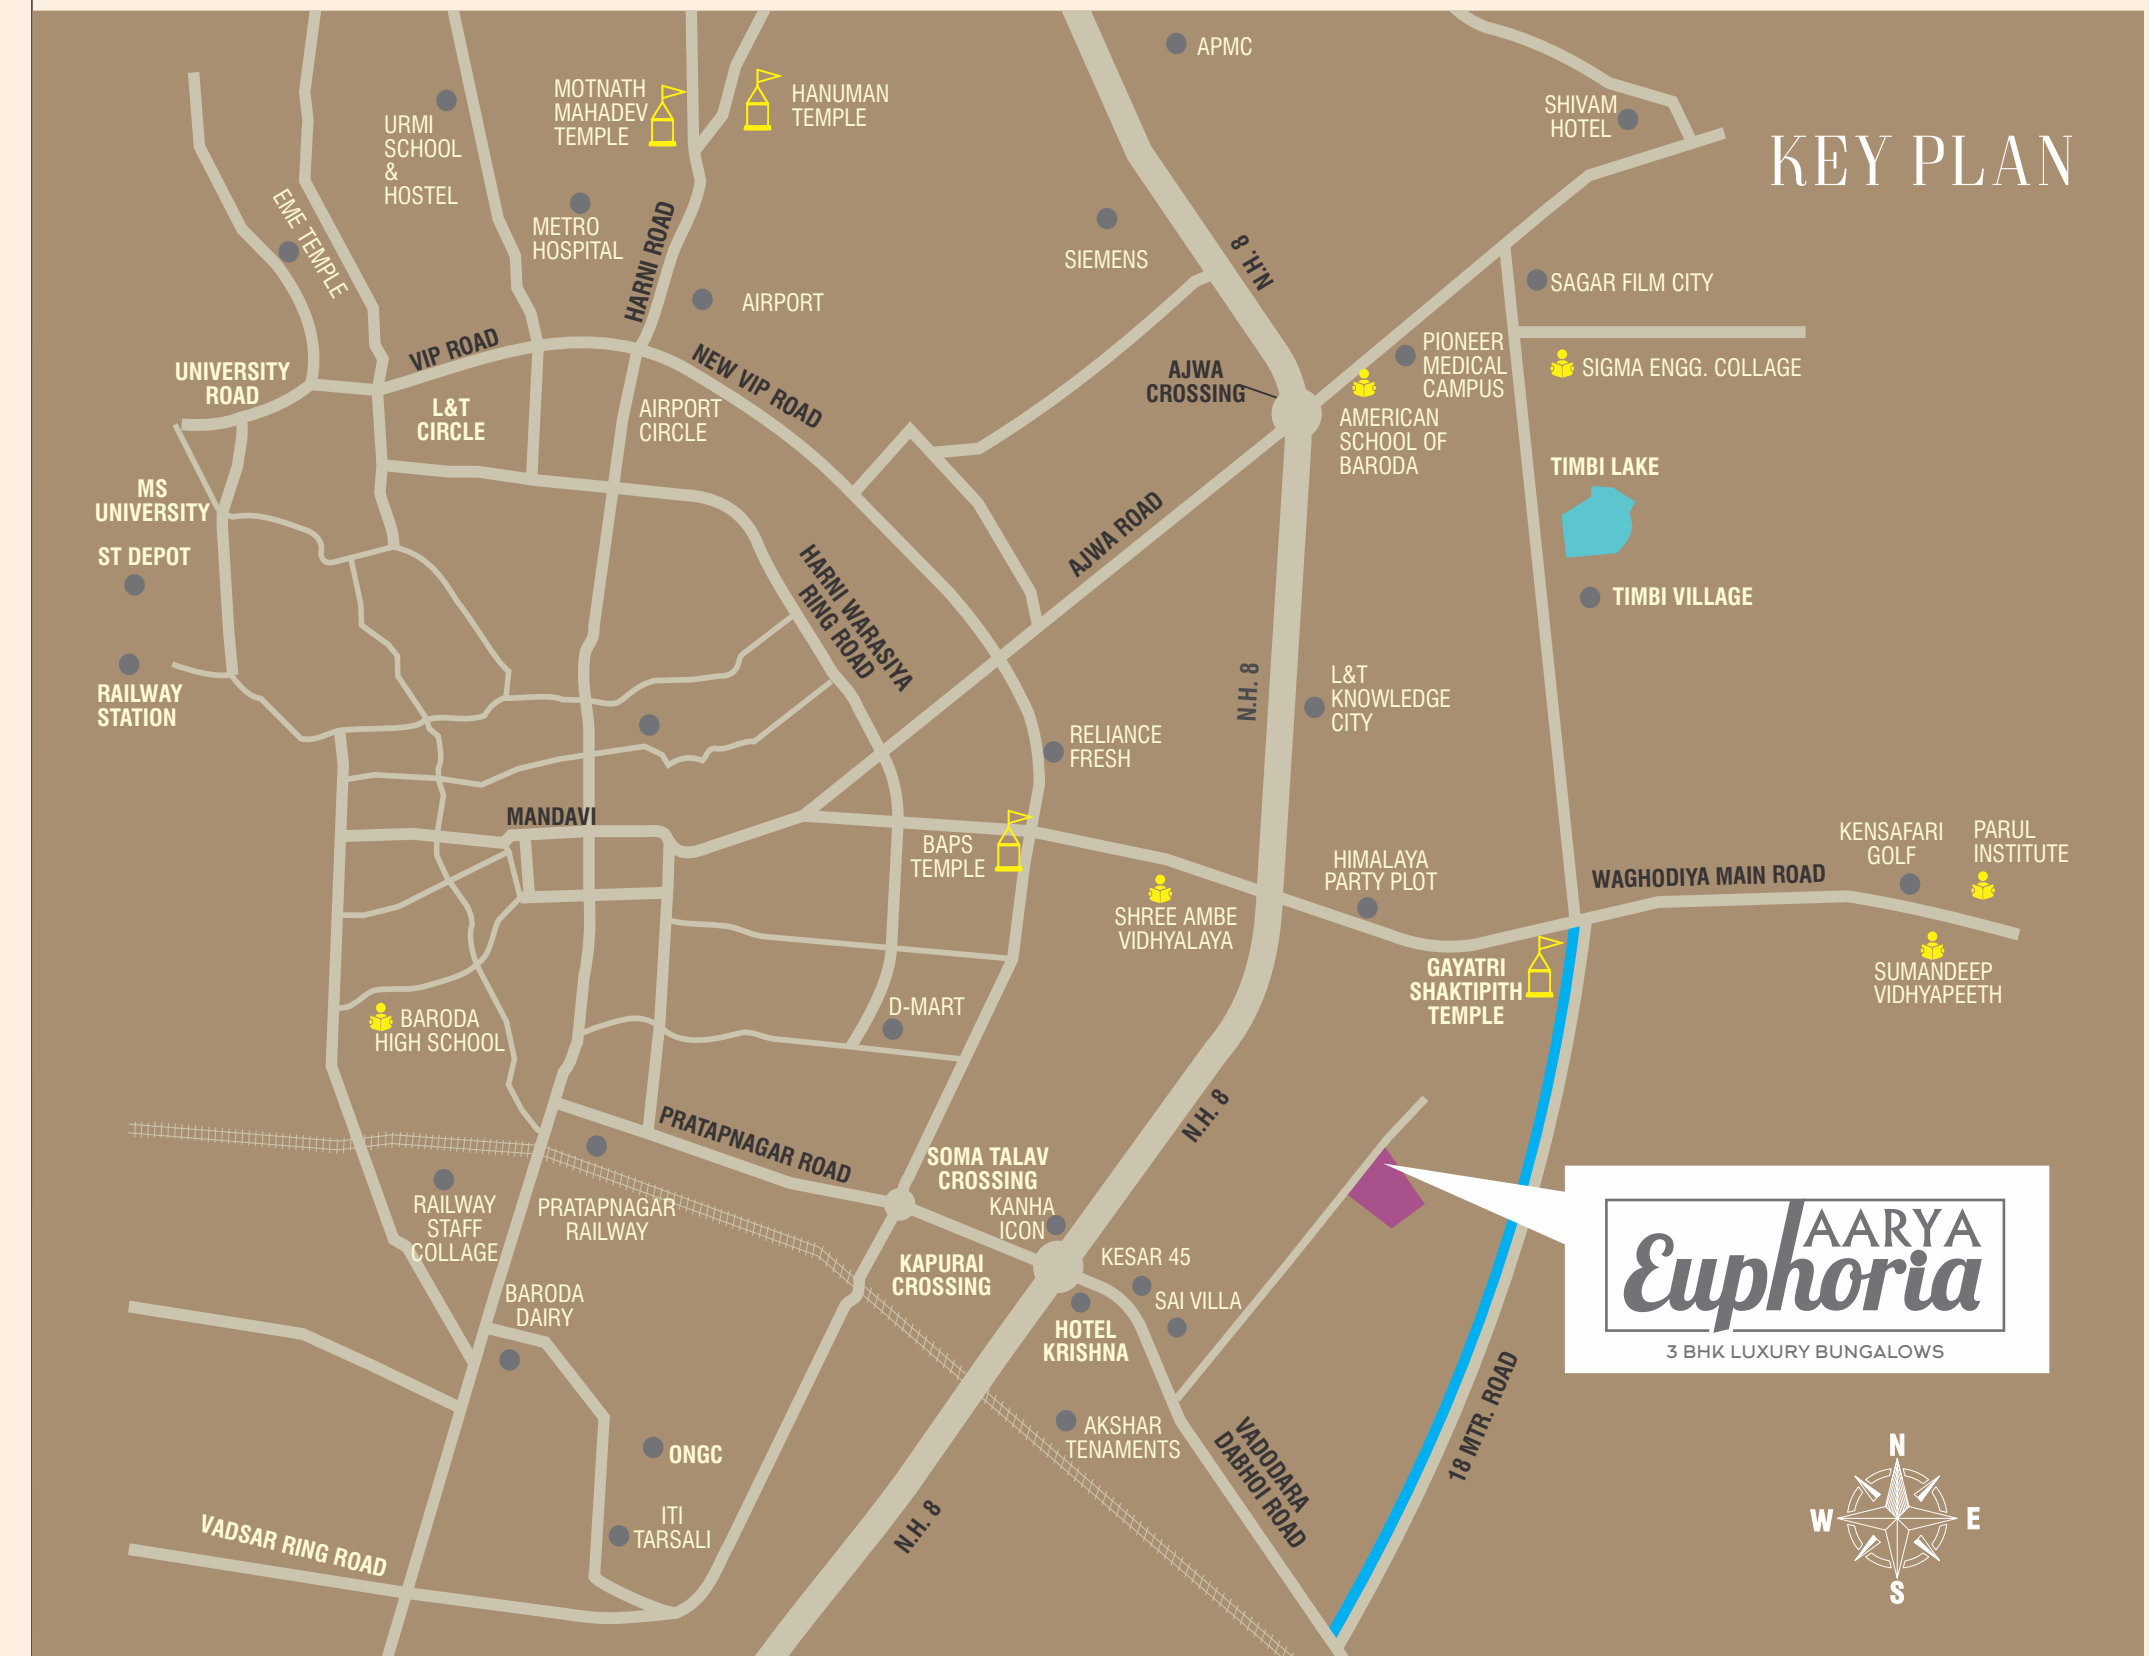 APMC
SHIVAM
HOTEL
KEY PLAN
MOTNATH
MAHADEV
TEMPLE
HANUMAN
TEMPLE
URMI
SCHOOL
&
HOSTEL
EME TEMPLE
METRO
HOSPITAL
HARNI ROAD
AIRPORT
SIEMENS
N.H. 8
SAGAR FILM CITY
VIP ROAD
NEW VIP ROAD
UNIVERSITY
ROAD
L&T
CIRCLE
AIRPORT
CIRCLE
AJWA
CROSSING
PIONEER
MEDICAL
CAMPUS
SIGMA ENGG. COLLAGE
AMERICAN
SCHOOL OF
BARODA
TIMBI LAKE
MS
UNIVERSITY
ST DEPOT
AJWA ROAD
HARNI WARASIYA
RING ROAD
TIMBI VILLAGE
RAILWAY
STATION
N.H. 8
L&T
KNOWLEDGE
CITY
RELIANCE
FRESH
MANDAVI
BAPS
TEMPLE
HIMALAYA
PARTY PLOT
WAGHODIYA MAIN ROAD
KENSAFARI
GOLF
PARUL
INSTITUTE
SHREE AMBE
VIDHYALAYA
GAYATRI
SHAKTIPITH
TEMPLE
SUMANDEEP
VIDHYAPEETH
D-MART
BARODA
HIGH SCHOOL
N.H. 8
PRATAPNAGAR ROAD
SOMA TALAV
CROSSING
KANHA
ICON
RAILWAY
STAFF
COLLAGE
PRATAPNAGAR
RAILWAY
KAPURAI
CROSSING
KESAR 45
SAI VILLA
BARODA
DAIRY
HOTEL
KRISHNA
AARYA
Euphoria
3 BHK LUXURY BUNGALOWS
18 MTR. ROAD
AKSHAR
TENAMENTS
VADODARA
DABHOI ROAD
ONGC
ITI
TARSALI
N.H. 8
VADSAR RING ROAD
N
W
E
S